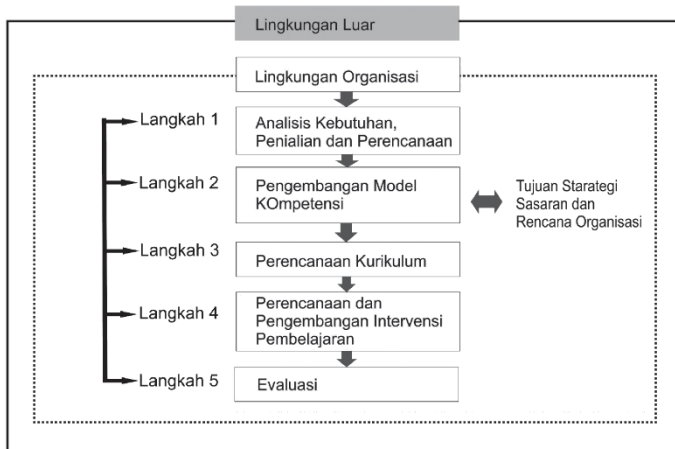 Lingkungan Luar
Lingkungan Organisasi
Langkah 1
Analisis Kebutuhan,
Penialian dan Perencanaan
Langkah 2
Pengembangan Model
KOmpetensi
Tujuan Starategi
Sasaran dan
Rencana Organisasi
Langkah 3
Perencanaan Kurikulum
Langkah 4
Perencanaan dan
Pengembangan Intervensi
Pembelajaran
Langkah 5
Evaluasi